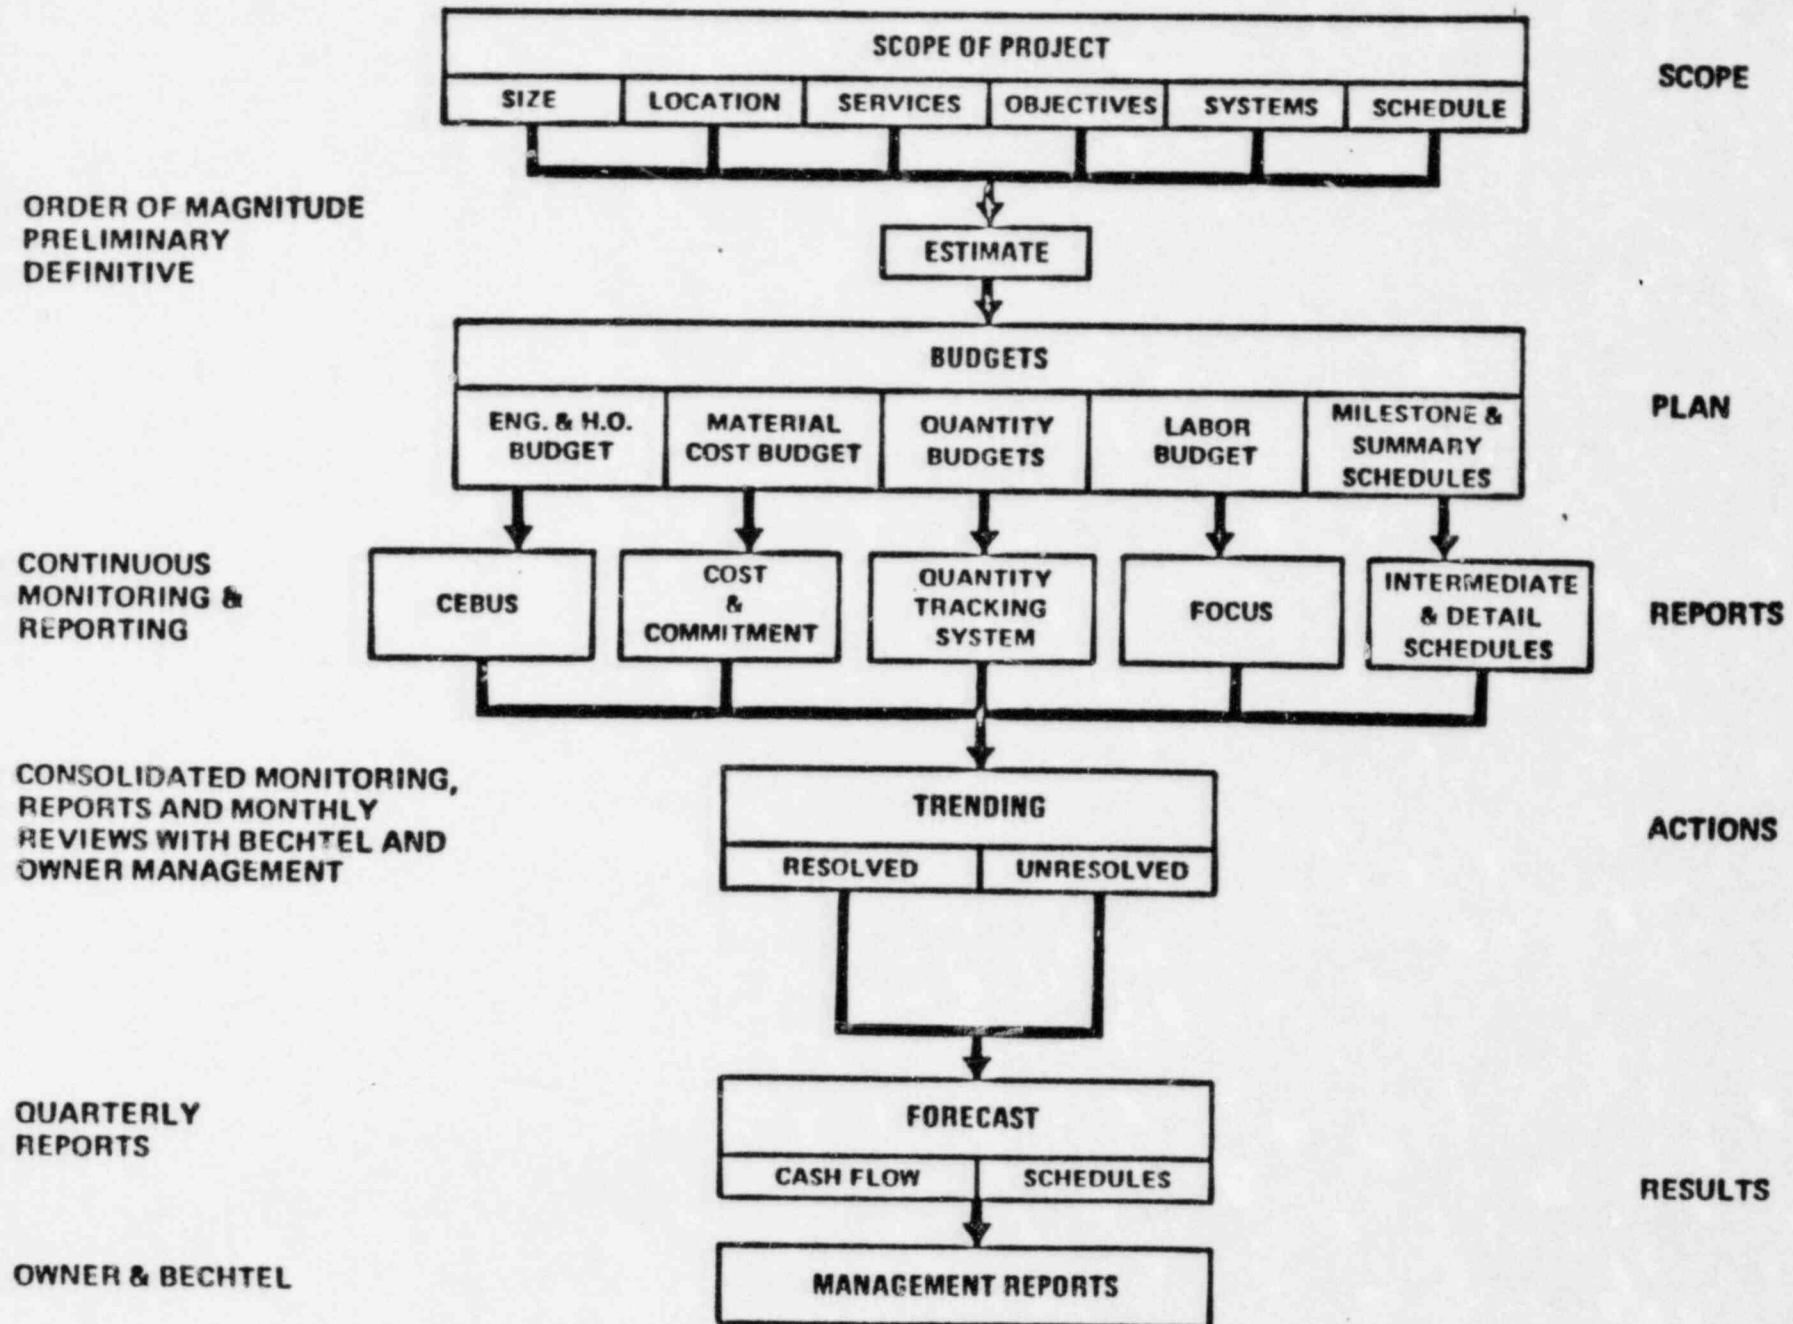 SCOPE OF PROJECT
SCOPE
SIZE
LOCATION
SERVICES
OBJECTIVES
SYSTEMS
SCHEDULE
ORDER OF MAGNITUDE
PRELIMINARY
DEFINITIVE
ESTIMATE
BUDGETS
PLAN
ENG. & H.O.
BUDGET
MATERIAL
COST BUDGET
QUANTITY
BUDGETS
LABOR
BUDGET
MILESTONE &
SUMMARY
SCHEDULES
CONTINUOUS
MONITORING &
REPORTING
CEBUS
COST
&
COMMITMENT
QUANTITY
TRACKING
SYSTEM
FOCUS
INTERMEDIATE
& DETAIL
SCHEDULES
REPORTS
CONSOLIDATED MONITORING,
REPORTS AND MONTHLY
REVIEWS WITH BECHTEL AND
OWNER MANAGEMENT
TRENDING
RESOLVED
UNRESOLVED
ACTIONS
QUARTERLY
REPORTS
FORECAST
CASH FLOW
SCHEDULES
RESULTS
OWNER & BECHTEL
MANAGEMENT REPORTS